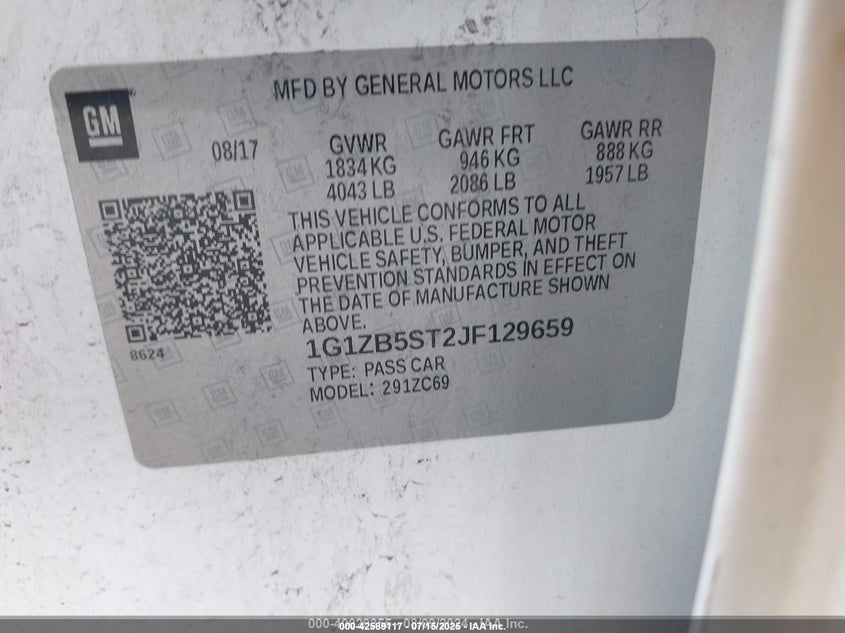 MFD BY GENERAL MOTORS LLC
GM
08/17
GVWR
1834 KG
4043 LB
GAWR FRT
946 KG
2086 LB
GAWR RR
888 KG
1957 LB
THIS VEHICLE CONFORMS TO ALL
APPLICABLE U.S. FEDERAL MOTOR
VEHICLE SAFETY, BUMPER, AND THEFT
PREVENTION STANDARDS IN EFFECT ON
THE DATE OF MANUFACTURE SHOWN
ABOVE.
8624
1G1ZB5ST2JF129659
TYPE: PASS CAR
MODEL: 291ZC69
000-42569117 - 07/15/2025 - IAA Inc.